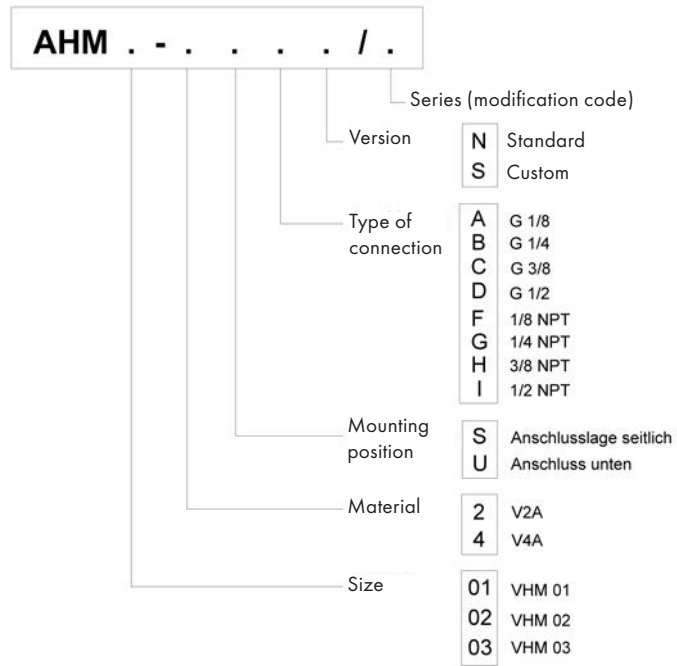 AHM . - . . . . / .
Series (modification code)
Version
N Standard
S Custom
Type of
connection
A G 1/8
B G 1/4
C G 3/8
D G 1/2
F 1/8 NPT
G 1/4 NPT
H 3/8 NPT
I 1/2 NPT
Mounting
position
S Anschlusslage seitlich
U Anschluss unten
Material
2 V2A
4 V4A
Size
01 VHM 01
02 VHM 02
03 VHM 03